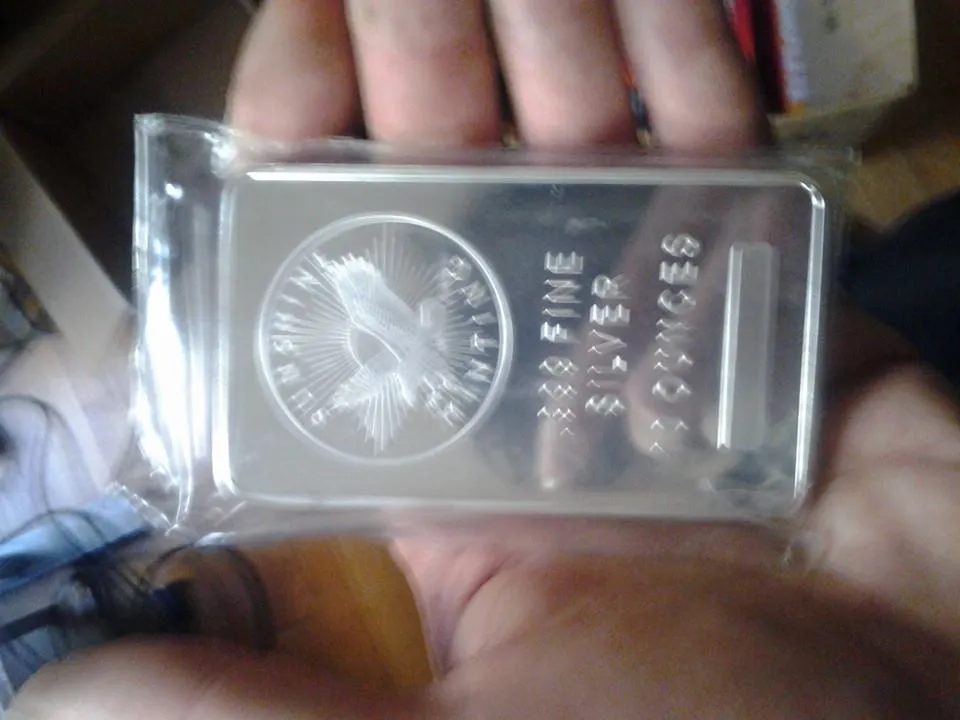 SUNSHINE MINTING
.999 FINE
SILVER
OUNCES